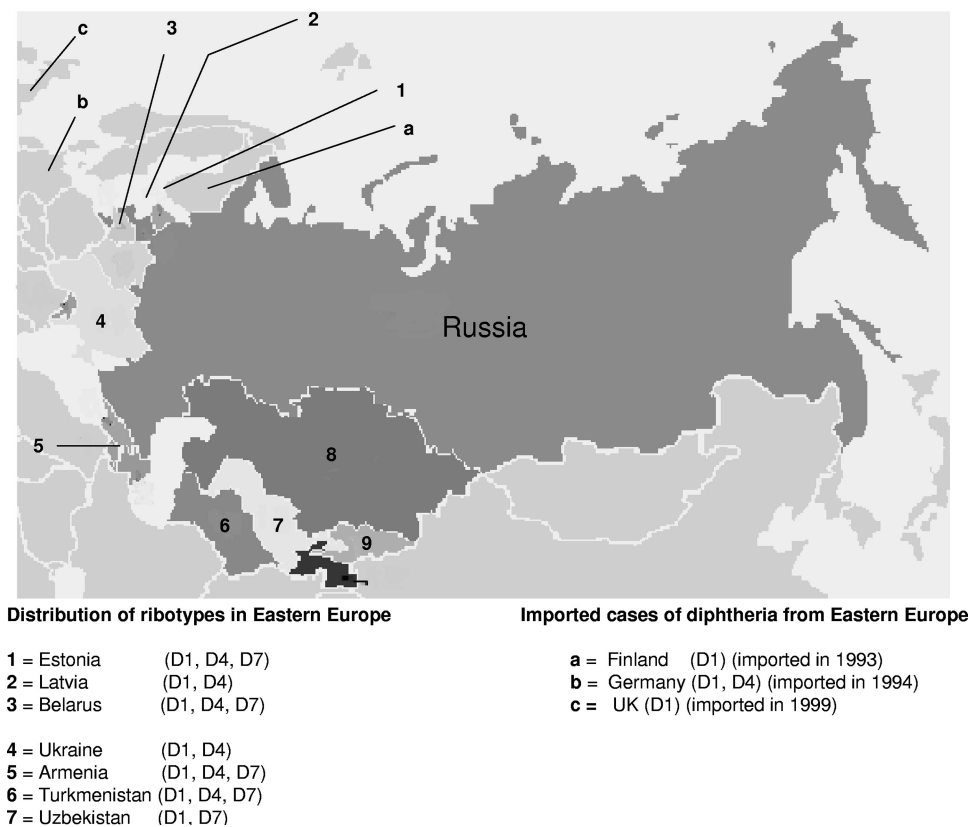 c
3
2
b
1
a
4
Russia
5
8
6
7
9
Distribution of ribotypes in Eastern Europe
1 = Estonia (D1, D4, D7)
2 = Latvia (D1, D4)
3 = Belarus (D1, D4, D7)
4 = Ukraine (D1, D4)
5 = Armenia (D1, D4, D7)
6 = Turkmenistan (D1, D4, D7)
7 = Uzbekistan (D1, D7)
Imported cases of diphtheria from Eastern Europe
a = Finland (D1) (imported in 1993)
b = Germany (D1, D4) (imported in 1994)
c = UK (D1) (imported in 1999)